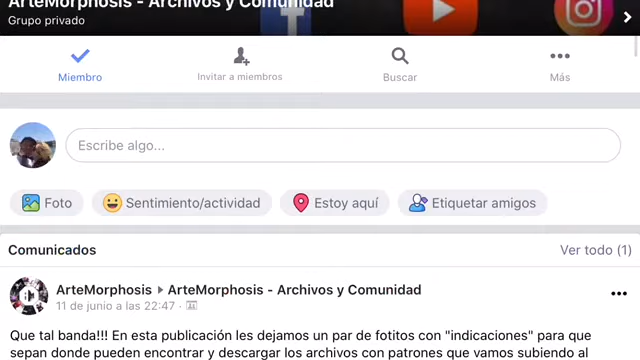 ArteMorphosis - Archivos y Comunidad
Grupo privado
Miembro
Invitar a miembros
Buscar
Más
Escribe algo...
Foto
Sentimiento/actividad
Estoy aquí
Etiquetar amigos
Comunicados
Ver todo (1)
ArteMorphosis ▸ ArteMorphosis - Archivos y Comunidad
11 de junio a las 22:47 ·
Que tal banda!!! En esta publicación les dejamos un par de fotitos con "indicaciones" para que
sepan donde pueden encontrar y descargar los archivos con patrones que vamos subiendo al